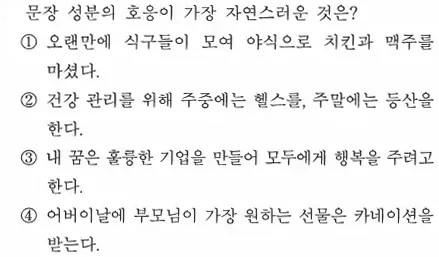 문장 성분의 호응이 가장 자연스러운 것은?
① 오랜만에 식구들이 모여 야식으로 치킨과 맥주를
마셨다.
② 건강 관리를 위해 주중에는 헬스를, 주말에는 등산을
한다.
③ 내 꿈은 훌륭한 기업을 만들어 모두에게 행복을 주려고
한다.
④ 어버이날에 부모님이 가장 원하는 선물은 카네이션을
받는다.